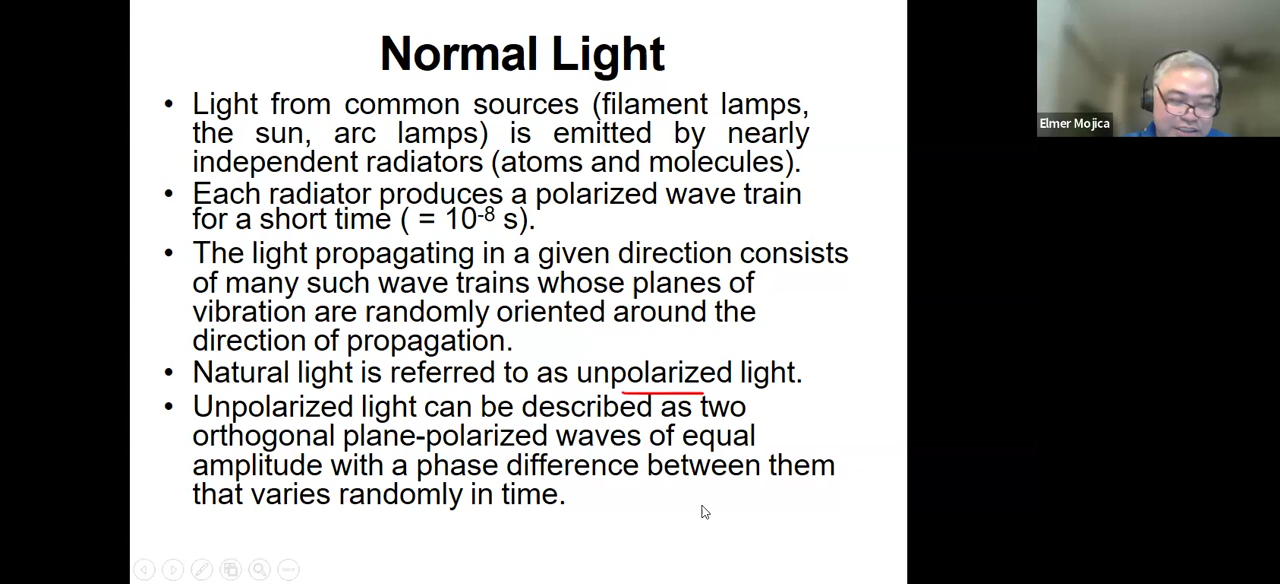 Normal Light
• Light from common sources (filament lamps,
the sun, arc lamps) is emitted by nearly
independent radiators (atoms and molecules).
• Each radiator produces a polarized wave train
for a short time ( = 10⁻⁸ s).
• The light propagating in a given direction consists
of many such wave trains whose planes of
vibration are randomly oriented around the
direction of propagation.
• Natural light is referred to as unpolarized light.
• Unpolarized light can be described as two
orthogonal plane-polarized waves of equal
amplitude with a phase difference between them
that varies randomly in time.
Elmer Mojica